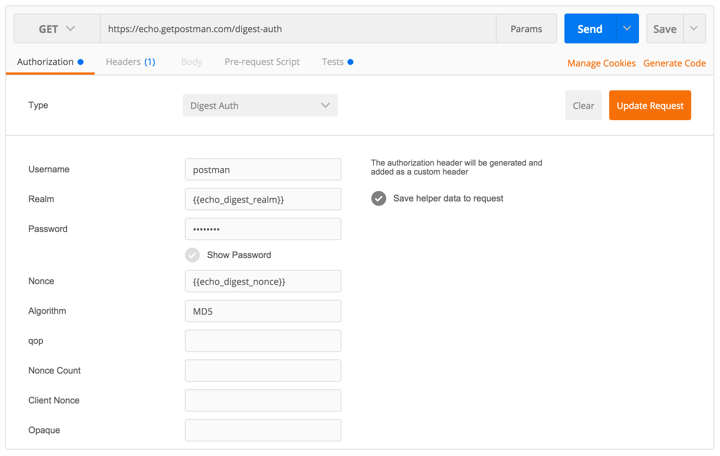 GET https://echo.getpostman.com/digest-auth Params Send Save
Authorization Headers (1) Body Pre-request Script Tests Manage Cookies Generate Code
Type Digest Auth Clear Update Request
Username postman
The authorization header will be generated and
added as a custom header
Realm {{echo_digest_realm}} Save helper data to request
Password ••••••••
Show Password
Nonce {{echo_digest_nonce}}
Algorithm MD5
qop
Nonce Count
Client Nonce
Opaque